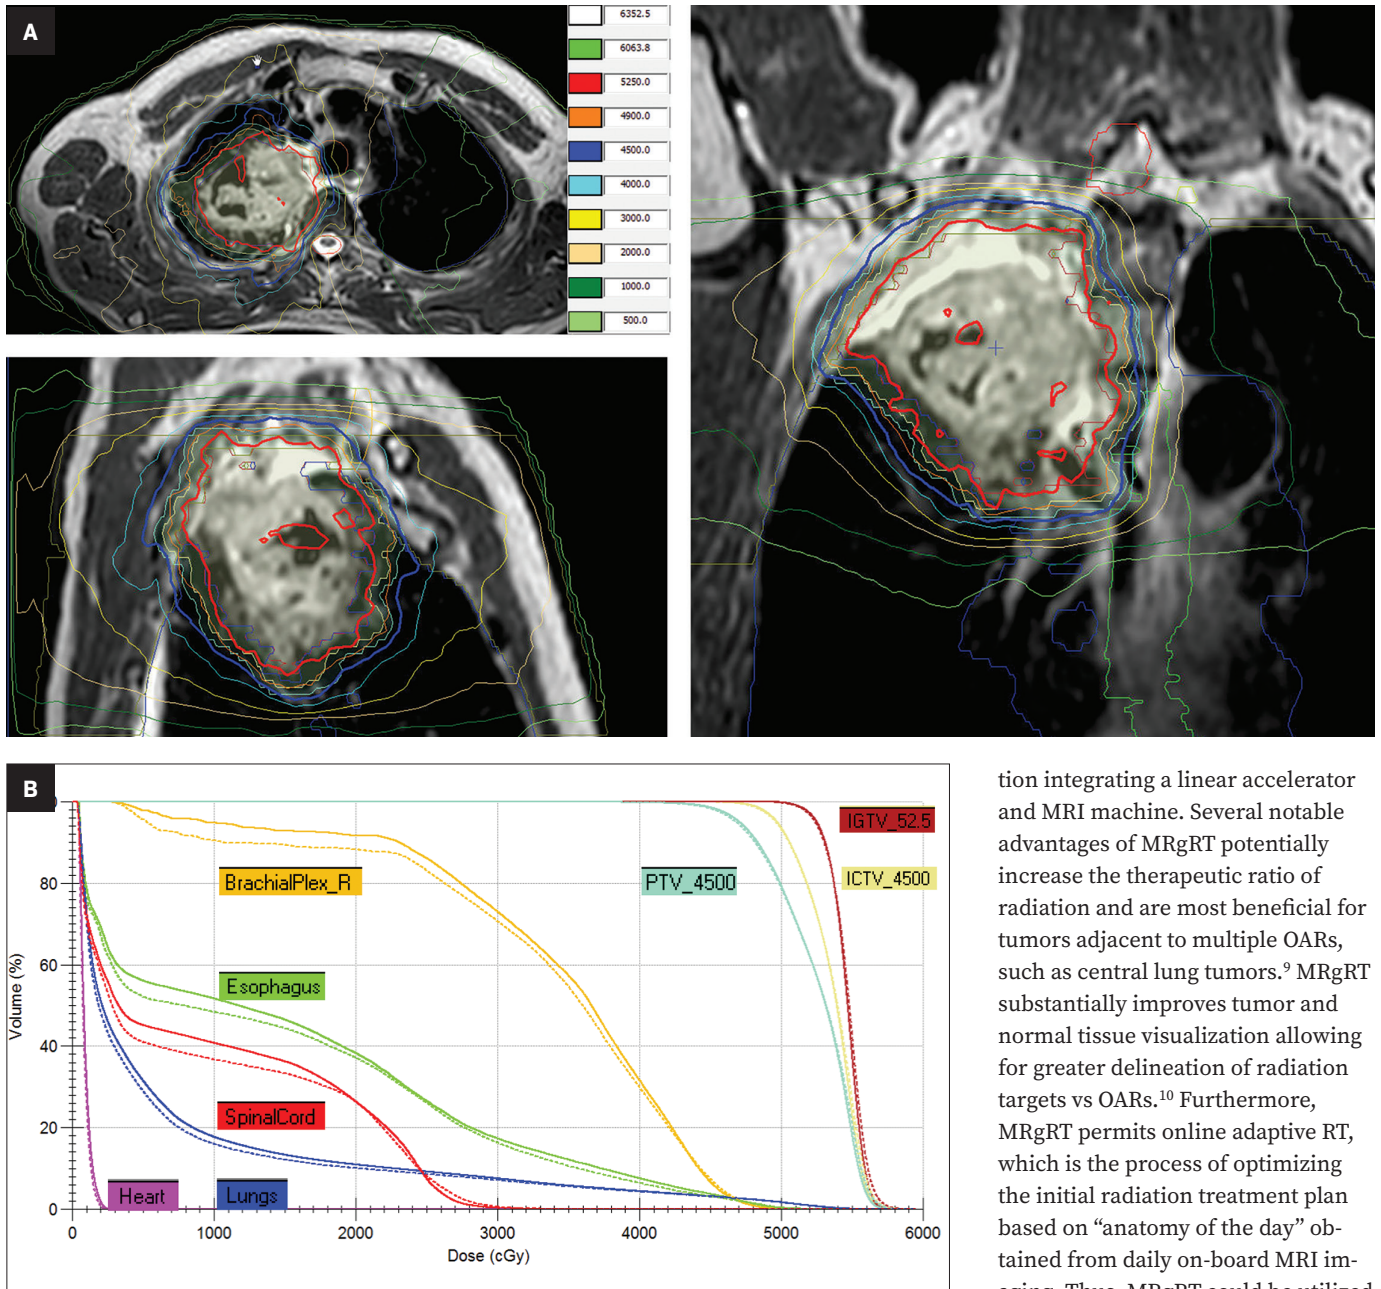 A
6352.5
6063.8
5250.0
4900.0
4500.0
4000.0
3000.0
2000.0
1000.0
500.0
B
80
60
40
20
0
Volume (%)
BrachialPlex_R
PTV_4500
IGTV_52.5
ICTV_4500
Esophagus
SpinalCord
Heart
Lungs
0
1000
2000
3000
4000
5000
6000
Dose (cGy)
tion integrating a linear accelerator
and MRI machine. Several notable
advantages of MRgRT potentially
increase the therapeutic ratio of
radiation and are most beneficial for
tumors adjacent to multiple OARs,
such as central lung tumors.⁹ MRgRT
substantially improves tumor and
normal tissue visualization allowing
for greater delineation of radiation
targets vs OARs.¹⁰ Furthermore,
MRgRT permits online adaptive RT,
which is the process of optimizing
the initial radiation treatment plan
based on “anatomy of the day” ob-
tained from daily on-board MRI im-
aging. Thus, MRgRT could be utilized